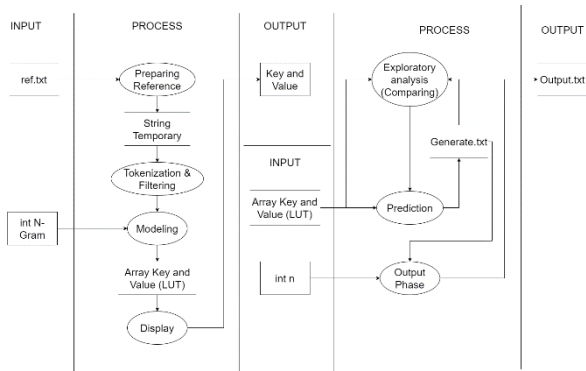 INPUT
PROCESS
OUTPUT
PROCESS
OUTPUT
ref.txt
Preparing
Reference
String
Temporary
Tokenization &
Filtering
int N-
Gram
Modeling
Array Key and
Value (LUT)
Display
Key and
Value
INPUT
Array Key and
Value (LUT)
int n
Exploratory
analysis
(Comparing)
Generate.txt
Prediction
Output
Phase
Output.txt